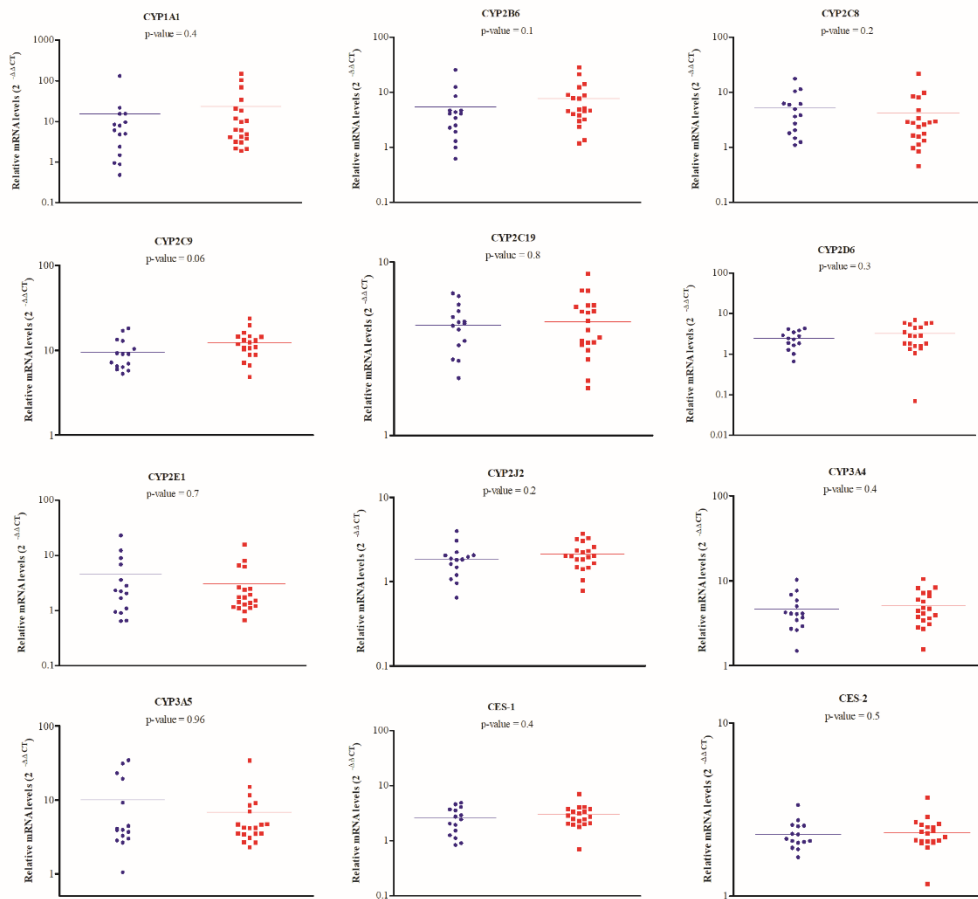 CYP1A1
p-value = 0.4
Relative mRNA levels (2 -ΔΔCT)
1000
100
10
1
0.1
CYP2B6
p-value = 0.1
Relative mRNA levels (2 -ΔΔCT)
100
10
1
0.1
CYP2C8
p-value = 0.2
Relative mRNA levels (2 -ΔΔCT)
100
10
1
0.1
CYP2C9
p-value = 0.06
Relative mRNA levels (2 -ΔΔCT)
100
10
1
CYP2C19
p-value = 0.8
Relative mRNA levels (2 -ΔΔCT)
10
1
CYP2D6
p-value = 0.3
Relative mRNA levels (2 -ΔΔCT)
100
10
1
0.1
0.01
CYP2E1
p-value = 0.7
Relative mRNA levels (2 -ΔΔCT)
100
10
1
0.1
CYP2J2
p-value = 0.2
Relative mRNA levels (2 -ΔΔCT)
10
1
0.1
CYP3A4
p-value = 0.4
Relative mRNA levels (2 -ΔΔCT)
100
10
1
CYP3A5
p-value = 0.96
Relative mRNA levels (2 -ΔΔCT)
100
10
1
CES-1
p-value = 0.4
Relative mRNA levels (2 -ΔΔCT)
100
10
1
0.1
CES-2
p-value = 0.5
Relative mRNA levels (2 -ΔΔCT)
10
1